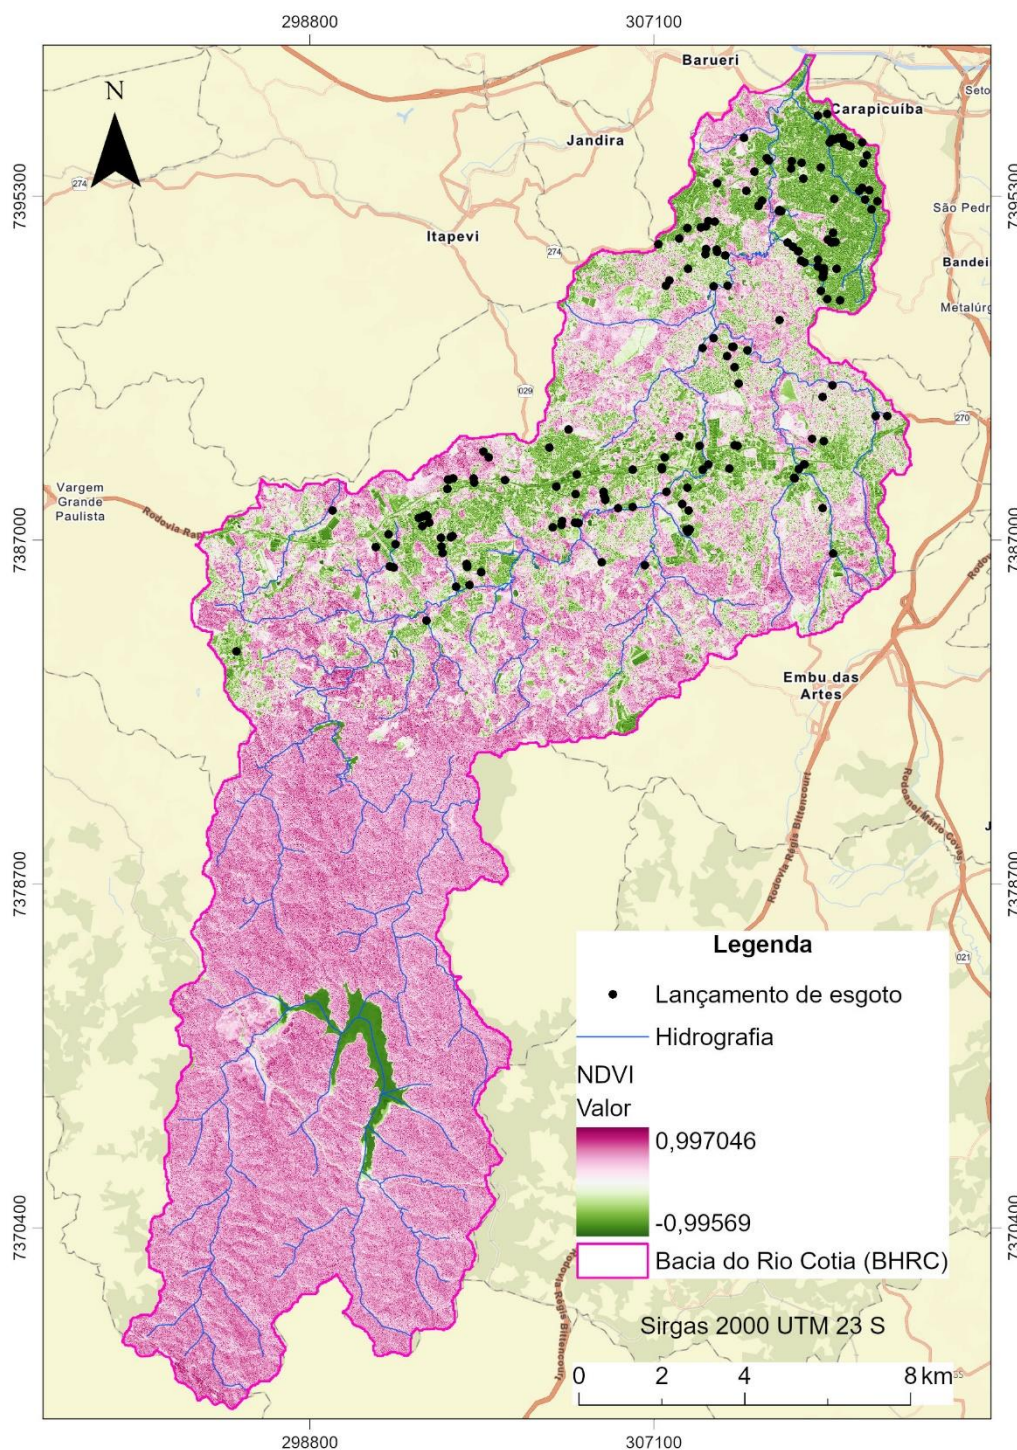 298800
307100
Barueri
Seto
N
Carapicuíba
Jandira
274
7395300
7395300
São Pedr
Itapevi
274
Bandei
Metalúrg
029
270
Vargem
Grande
Paulista
Rodovia Rap
7387000
7387000
Rodov
Embu das
Artes
Rodovia Régis Bittencourt
Rodoanel Mário Covas
J
7378700
7378700
Legenda
021
Lançamento de esgoto
Hidrografia
NDVI
Valor
0,997046
-0,99569
7370400
7370400
Bacia do Rio Cotia (BHRC)
Rodovia Régis Bittencourt
Sirgas 2000 UTM 23 S
0 2 4 8 km
298800
307100